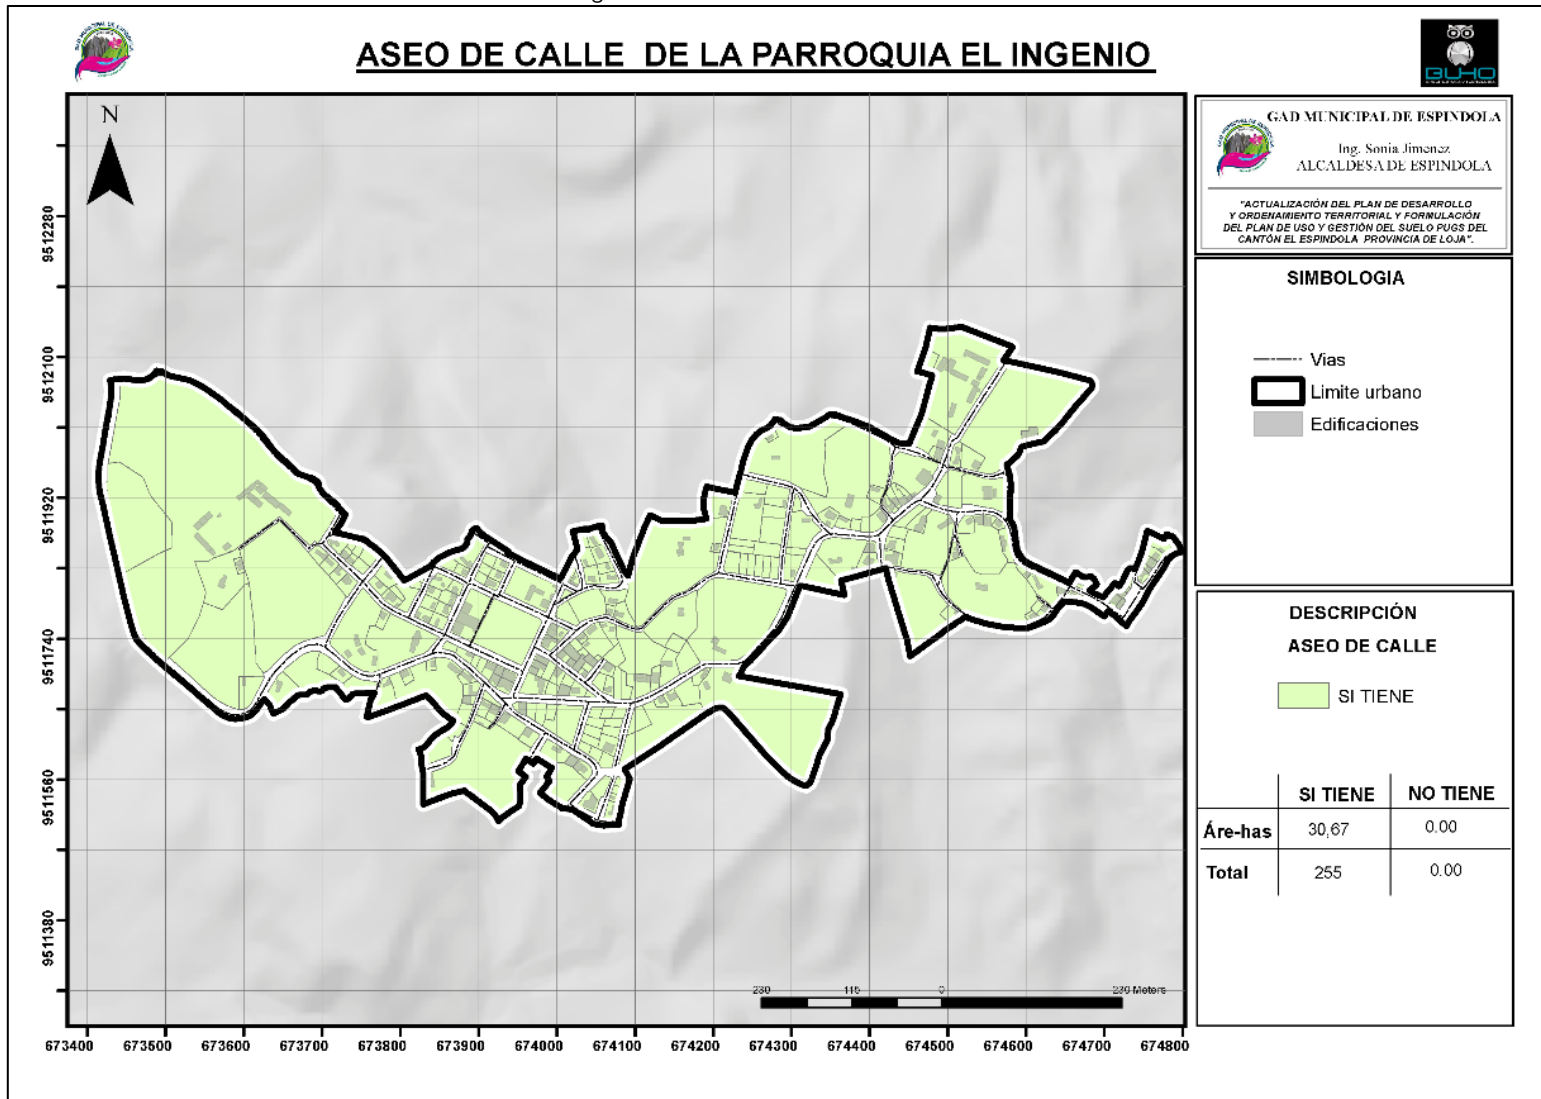 ASEO DE CALLE DE LA PARROQUIA EL INGENIO
BUHO
N
GAD MUNICIPAL DE ESPINDOLA
Ing. Sonia Jimenez
ALCALDESA DE ESPINDOLA
"ACTUALIZACIÓN DEL PLAN DE DESARROLLO
Y ORDENAMIENTO TERRITORIAL Y FORMULACIÓN
DEL PLAN DE USO Y GESTIÓN DEL SUELO PUGS DEL
CANTÓN EL ESPINDOLA PROVINCIA DE LOJA".
SIMBOLOGIA
Vias
Limite urbano
Edificaciones
DESCRIPCIÓN
ASEO DE CALLE
SI TIENE
SI TIENE NO TIENE
Áre-has 30,67 0.00
Total 255 0.00
9512280
9512100
9511920
9511740
9511560
9511380
230 115 0 230 Meters
673400 673500 673600 673700 673800 673900 674000 674100 674200 674300 674400 674500 674600 674700 674800